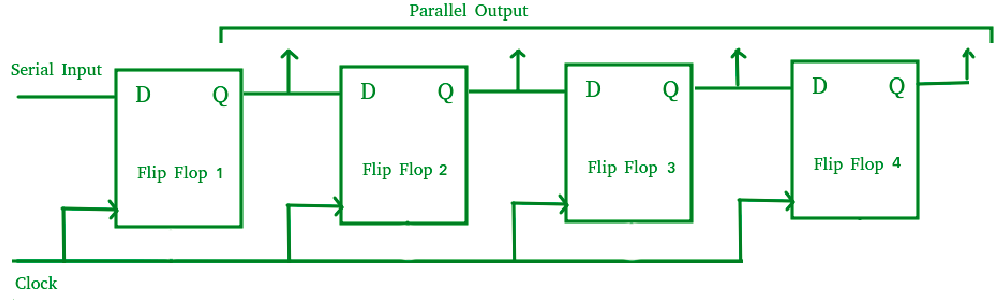 Parallel Output
Serial Input
D Q
D Q
D Q
D Q
Flip Flop 1
Flip Flop 2
Flip Flop 3
Flip Flop 4
Clock